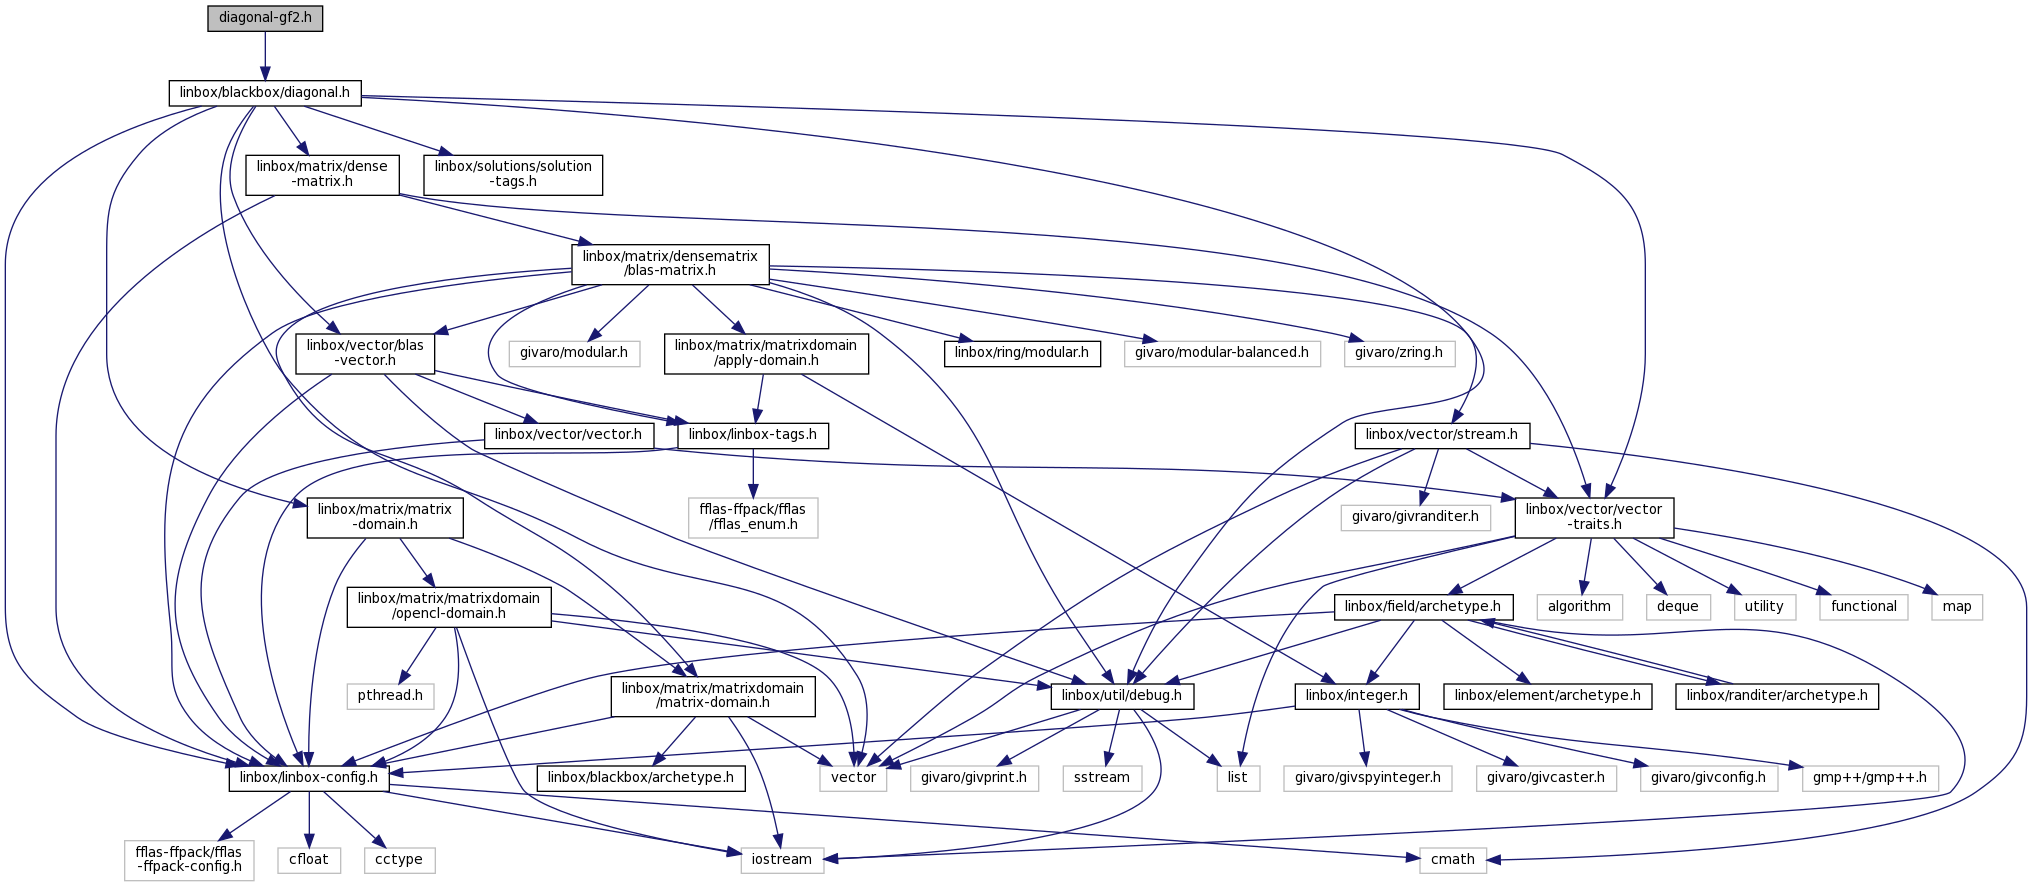 diagonal-gf2.h
linbox/blackbox/diagonal.h
linbox/matrix/dense
-matrix.h
linbox/solutions/solution
-tags.h
linbox/matrix/densematrix
/blas-matrix.h
linbox/vector/blas
-vector.h
givaro/modular.h
linbox/matrix/matrixdomain
/apply-domain.h
linbox/ring/modular.h
givaro/modular-balanced.h
givaro/zring.h
linbox/vector/vector.h
linbox/linbox-tags.h
linbox/vector/stream.h
linbox/matrix/matrix
-domain.h
fflas-ffpack/fflas
/fflas_enum.h
givaro/givranditer.h
linbox/vector/vector
-traits.h
linbox/matrix/matrixdomain
/opencl-domain.h
linbox/field/archetype.h
algorithm
deque
utility
functional
map
pthread.h
linbox/matrix/matrixdomain
/matrix-domain.h
linbox/util/debug.h
linbox/integer.h
linbox/element/archetype.h
linbox/randiter/archetype.h
linbox/linbox-config.h
linbox/blackbox/archetype.h
vector
givaro/givprint.h
sstream
list
givaro/givspyinteger.h
givaro/givcaster.h
givaro/givconfig.h
gmp++/gmp++.h
fflas-ffpack/fflas
-ffpack-config.h
cfloat
cctype
iostream
cmath